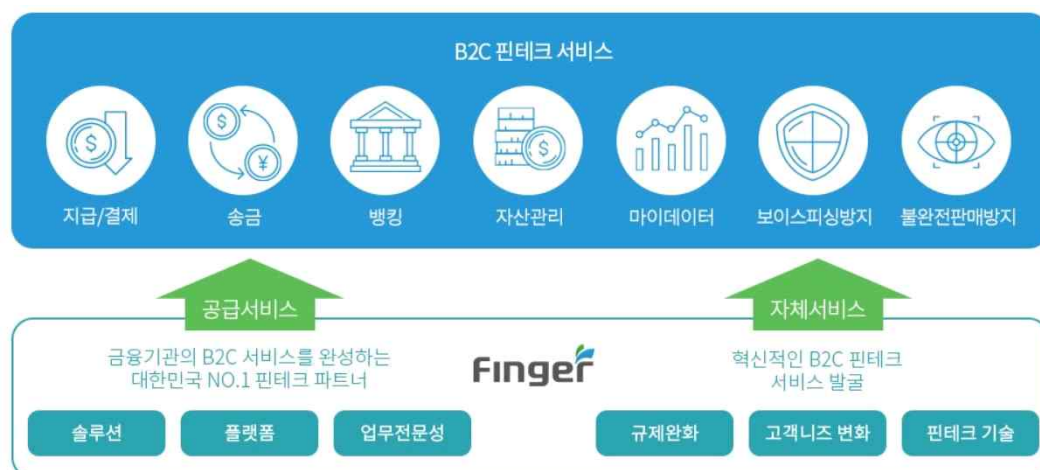 B2C 핀테크 서비스
지급/결제
송금
뱅킹
자산관리
마이데이터
보이스피싱방지
불완전판매방지
공급서비스
자체서비스
금융기관의 B2C 서비스를 완성하는
대한민국 NO.1 핀테크 파트너
Finger
혁신적인 B2C 핀테크
서비스 발굴
솔루션
플랫폼
업무전문성
규제완화
고객니즈 변화
핀테크 기술